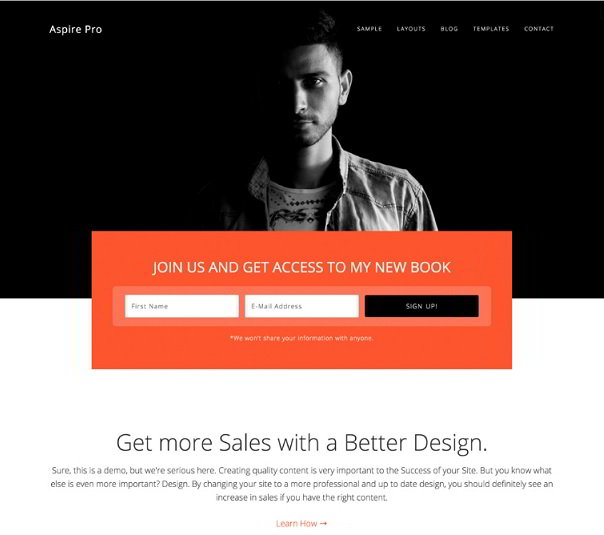 Aspire Pro
SAMPLE LAYOUTS BLOG TEMPLATES CONTACT
JOIN US AND GET ACCESS TO MY NEW BOOK
First Name
E-Mail Address
SIGN UP!
*We won't share your information with anyone.
Get more Sales with a Better Design.
Sure, this is a demo, but we're serious here. Creating quality content is very important to the Success of your Site. But you know what
else is even more important? Design. By changing your site to a more professional and up to date design, you should definitely see an
increase in sales if you have the right content.
Learn How →